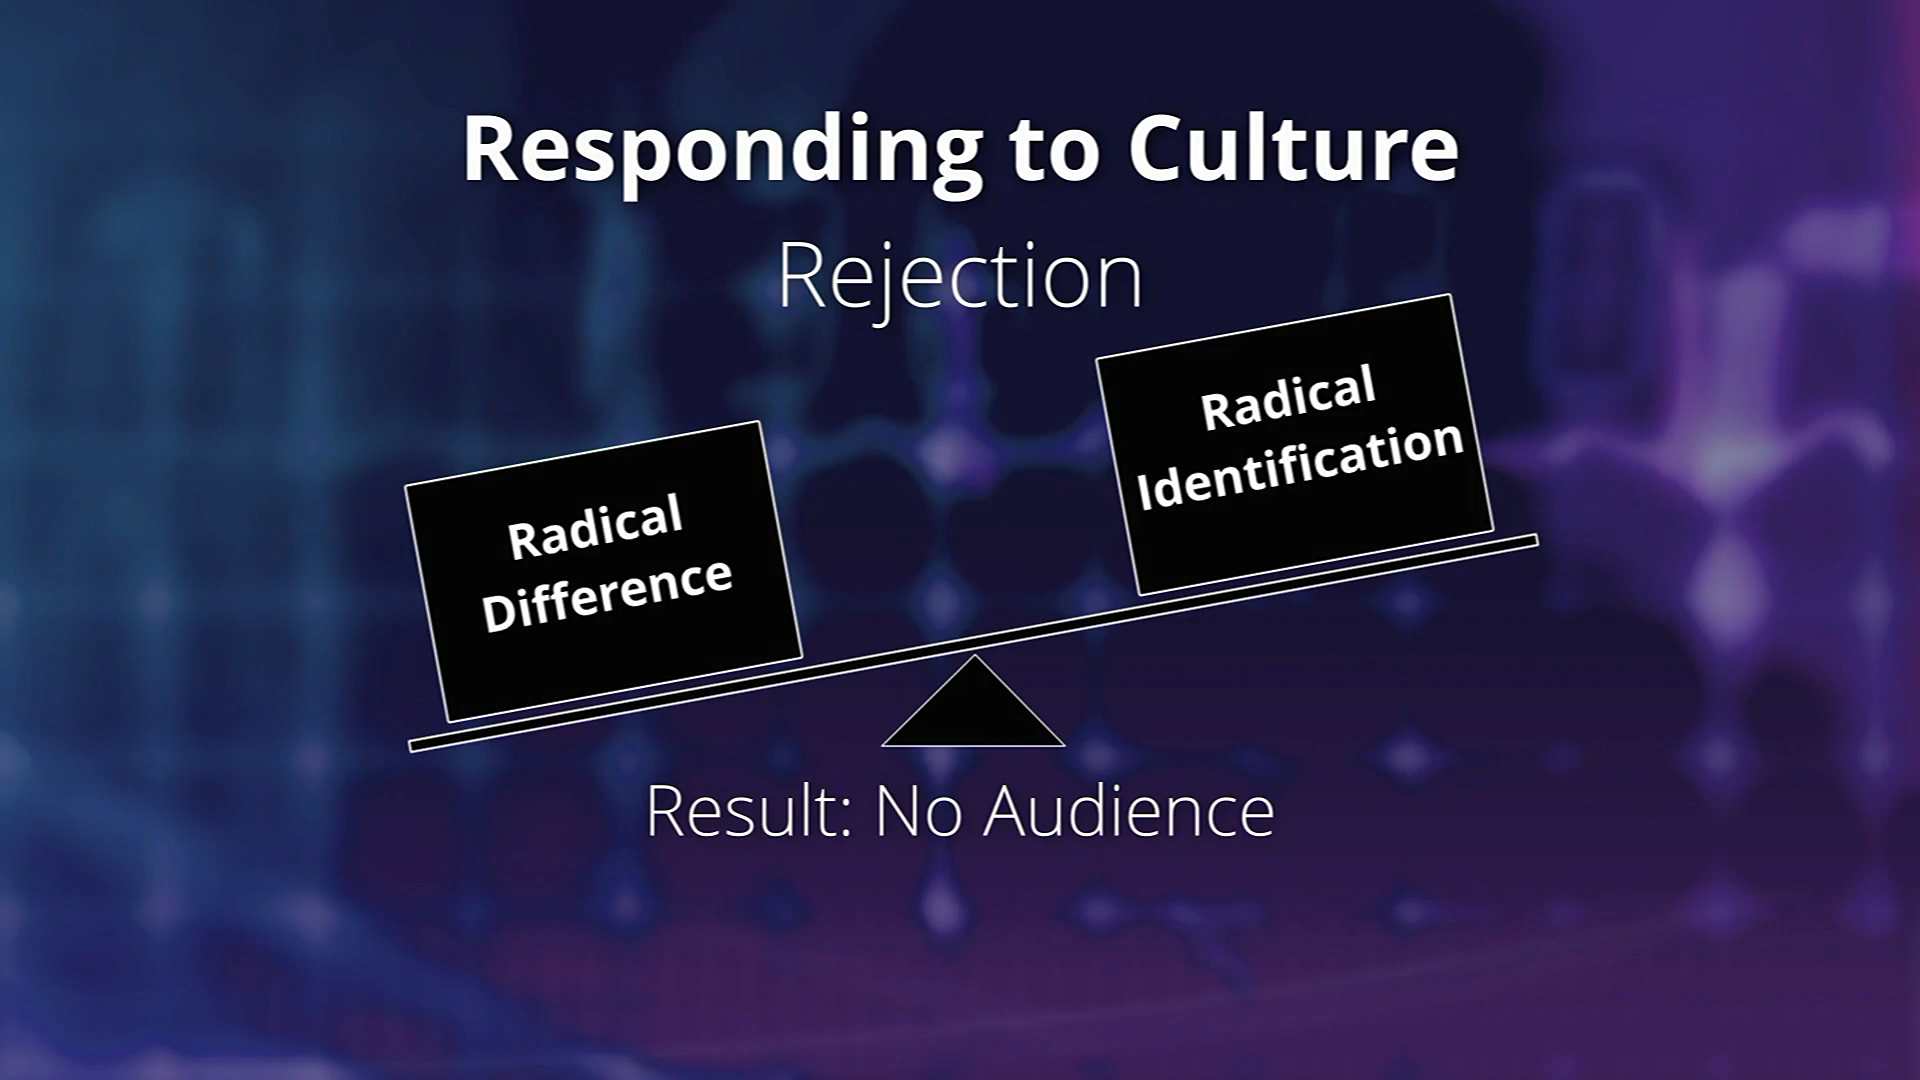 Responding to Culture
Rejection
Radical
Difference
Radical
Identification
Result: No Audience